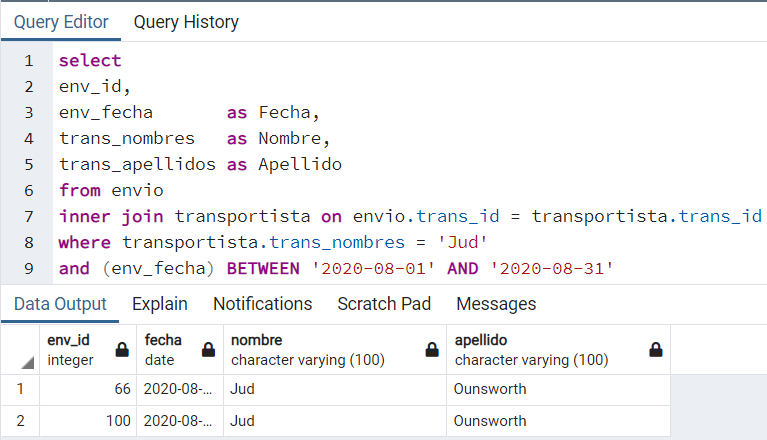 Query Editor Query History
1 select
2 env_id,
3 env_fecha as Fecha,
4 trans_nombres as Nombre,
5 trans_apellidos as Apellido
6 from envio
7 inner join transportista on envio.trans_id = transportista.trans_id
8 where transportista.trans_nombres = 'Jud'
9 and (env_fecha) BETWEEN '2020-08-01' AND '2020-08-31'
Data Output Explain Notifications Scratch Pad Messages
env_id fecha nombre apellido
integer date character varying (100) character varying (100)
1 66 2020-08-... Jud Ounsworth
2 100 2020-08-... Jud Ounsworth